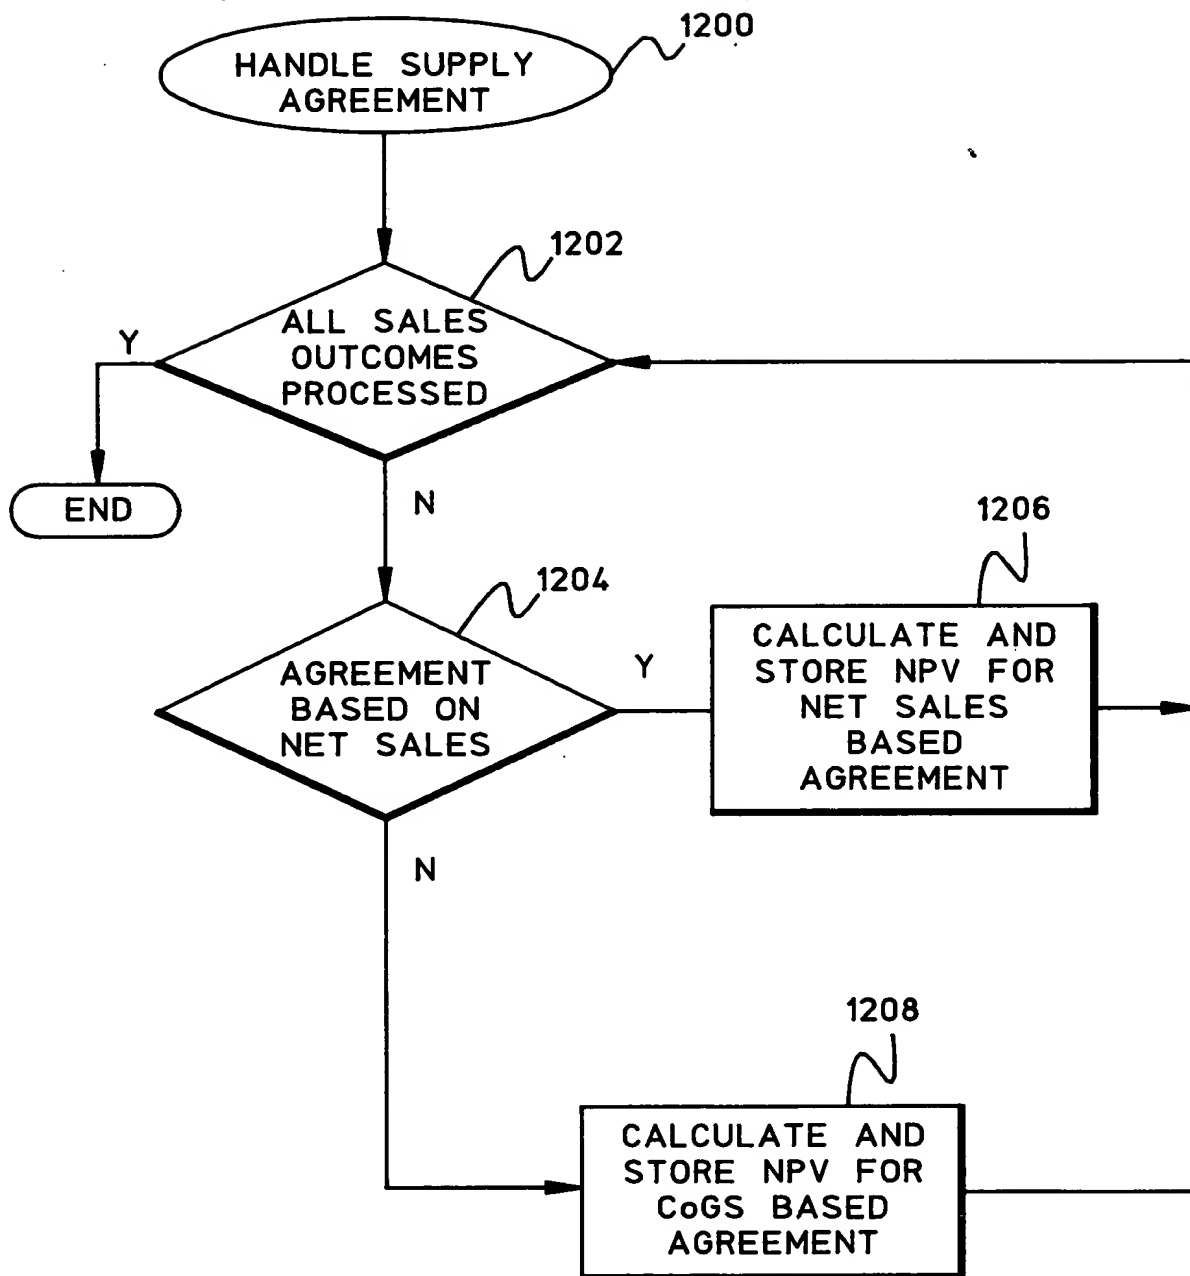 1200
HANDLE SUPPLY
AGREEMENT
1202
ALL SALES
OUTCOMES
PROCESSED
Y
END
N
1204
AGREEMENT
BASED ON
NET SALES
Y
1206
CALCULATE AND
STORE NPV FOR
NET SALES
BASED
AGREEMENT
N
1208
CALCULATE AND
STORE NPV FOR
CoGS BASED
AGREEMENT